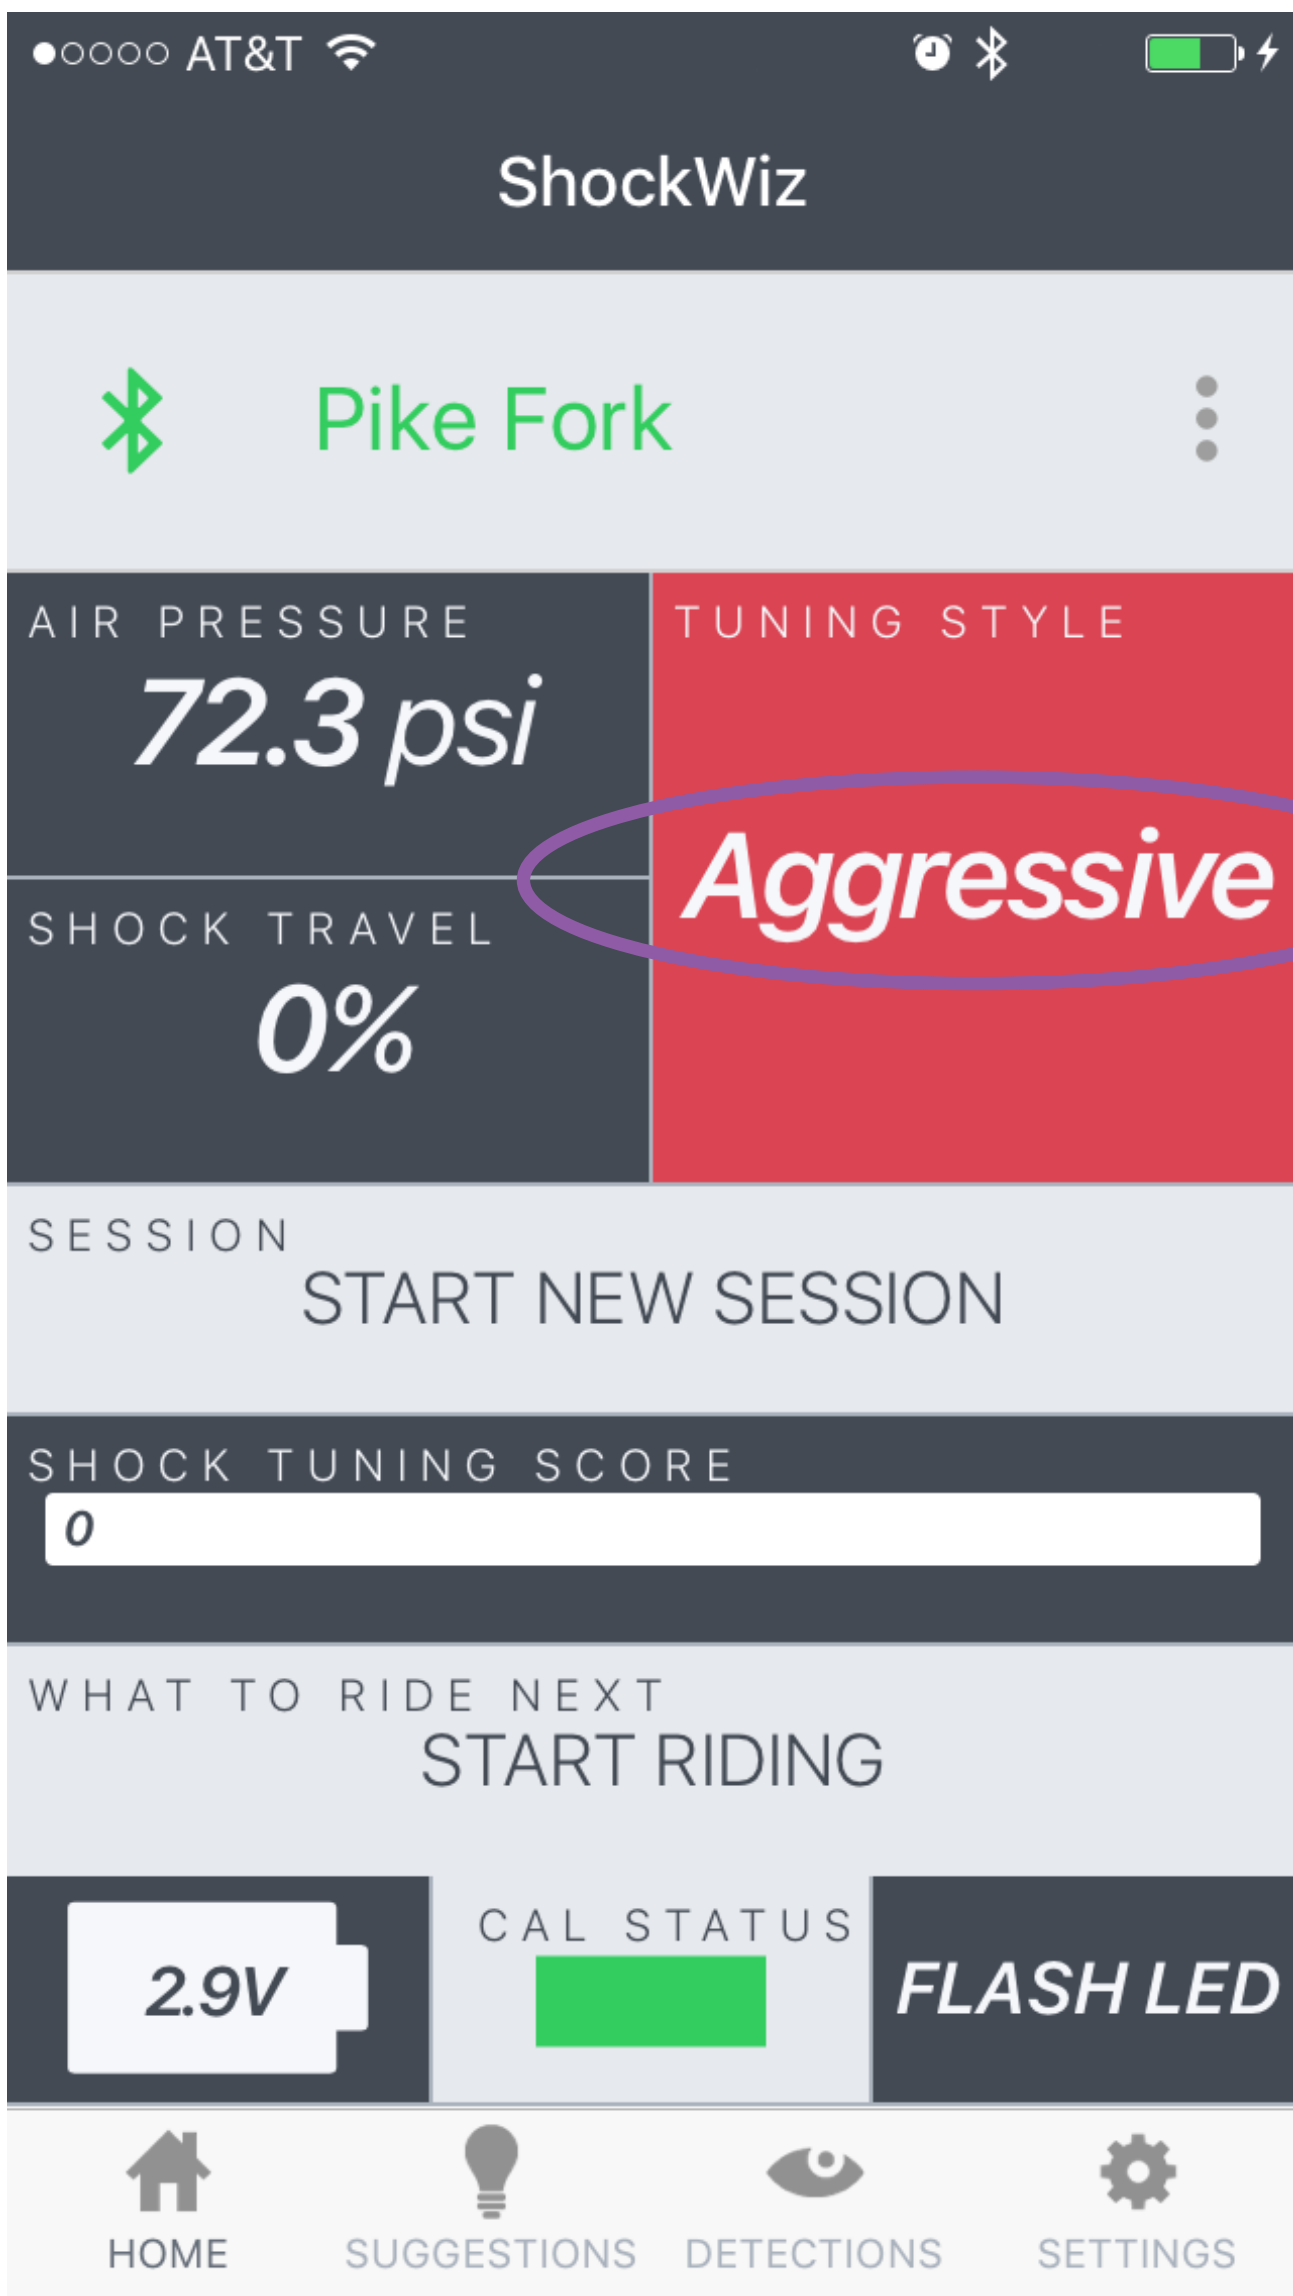 AT&T
ShockWiz
Pike Fork
AIR PRESSURE
72.3 psi
TUNING STYLE
Aggressive
SHOCK TRAVEL
0%
SESSION
START NEW SESSION
SHOCK TUNING SCORE
0
WHAT TO RIDE NEXT
START RIDING
2.9V
CAL STATUS
FLASH LED
HOME SUGGESTIONS DETECTIONS SETTINGS